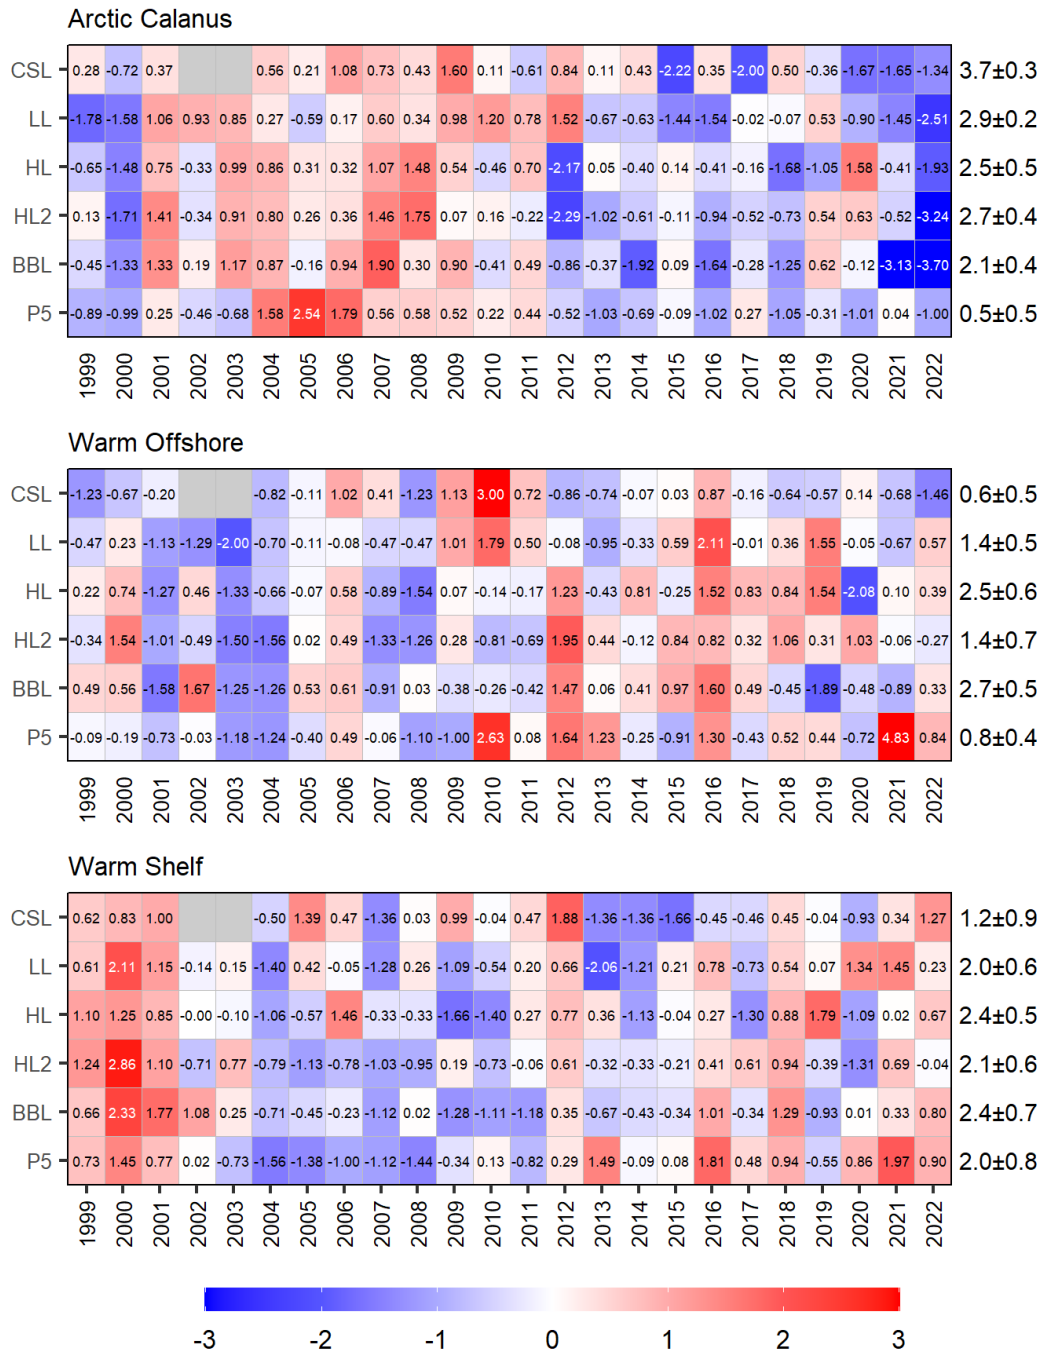 Arctic Calanus
CSL 0.28 -0.72 0.37 0.56 0.21 1.08 0.73 0.43 1.60 0.11 -0.61 0.84 0.11 0.43 -2.22 0.35 -2.00 0.50 -0.36 -1.67 -1.65 -1.34 3.7±0.3
LL -1.78 -1.58 1.06 0.93 0.85 0.27 -0.59 0.17 0.60 0.34 0.98 1.20 0.78 1.52 -0.67 -0.63 -1.44 -1.54 -0.02 -0.07 0.53 -0.90 -1.45 -2.51 2.9±0.2
HL -0.65 -1.48 0.75 -0.33 0.99 0.86 0.31 0.32 1.07 1.48 0.54 -0.46 0.70 -2.17 0.05 -0.40 0.14 -0.41 -0.16 -1.68 -1.05 1.58 -0.41 -1.93 2.5±0.5
HL2 0.13 -1.71 1.41 -0.34 0.91 0.80 0.26 0.36 1.46 1.75 0.07 0.16 -0.22 -2.29 -1.02 -0.61 -0.11 -0.94 -0.52 -0.73 0.54 0.63 -0.52 -3.24 2.7±0.4
BBL -0.45 -1.33 1.33 0.19 1.17 0.87 -0.16 0.94 1.90 0.30 0.90 -0.41 0.49 -0.86 -0.37 -1.92 0.09 -1.64 -0.28 -1.25 0.62 -0.12 -3.13 -3.70 2.1±0.4
P5 -0.89 -0.99 0.25 -0.46 -0.68 1.58 2.54 1.79 0.56 0.58 0.52 0.22 0.44 -0.52 -1.03 -0.69 -0.09 -1.02 0.27 -1.05 -0.31 -1.01 0.04 -1.00 0.5±0.5
1999 2000 2001 2002 2003 2004 2005 2006 2007 2008 2009 2010 2011 2012 2013 2014 2015 2016 2017 2018 2019 2020 2021 2022
Warm Offshore
CSL -1.23 -0.67 -0.20 -0.82 -0.11 1.02 0.41 -1.23 1.13 3.00 0.72 -0.86 -0.74 -0.07 0.03 0.87 -0.16 -0.64 -0.57 0.14 -0.68 -1.46 0.6±0.5
LL -0.47 0.23 -1.13 -1.29 -2.00 -0.70 -0.11 -0.08 -0.47 -0.47 1.01 1.79 0.50 -0.08 -0.95 -0.33 0.59 2.11 -0.01 0.36 1.55 -0.05 -0.67 0.57 1.4±0.5
HL 0.22 0.74 -1.27 0.46 -1.33 -0.66 -0.07 0.58 -0.89 -1.54 0.07 -0.14 -0.17 1.23 -0.43 0.81 -0.25 1.52 0.83 0.84 1.54 -2.08 0.10 0.39 2.5±0.6
HL2 -0.34 1.54 -1.01 -0.49 -1.50 -1.56 0.02 0.49 -1.33 -1.26 0.28 -0.81 -0.69 1.95 0.44 -0.12 0.84 0.82 0.32 1.06 0.31 1.03 -0.06 -0.27 1.4±0.7
BBL 0.49 0.56 -1.58 1.67 -1.25 -1.26 0.53 0.61 -0.91 0.03 -0.38 -0.26 -0.42 1.47 0.06 0.41 0.97 1.60 0.49 -0.45 -1.89 -0.48 -0.89 0.33 2.7±0.5
P5 -0.09 -0.19 -0.73 -0.03 -1.18 -1.24 -0.40 0.49 -0.06 -1.10 -1.00 2.63 0.08 1.64 1.23 -0.25 -0.91 1.30 -0.43 0.52 0.44 -0.72 4.83 0.84 0.8±0.4
1999 2000 2001 2002 2003 2004 2005 2006 2007 2008 2009 2010 2011 2012 2013 2014 2015 2016 2017 2018 2019 2020 2021 2022
Warm Shelf
CSL 0.62 0.83 1.00 -0.50 1.39 0.47 -1.36 0.03 0.99 -0.04 0.47 1.88 -1.36 -1.36 -1.66 -0.45 -0.46 0.45 -0.04 -0.93 0.34 1.27 1.2±0.9
LL 0.61 2.11 1.15 -0.14 0.15 -1.40 0.42 -0.05 -1.28 0.26 -1.09 -0.54 0.20 0.66 -2.06 -1.21 0.21 0.78 -0.73 0.54 0.07 1.34 1.45 0.23 2.0±0.6
HL 1.10 1.25 0.85 -0.00 -0.10 -1.06 -0.57 1.46 -0.33 -0.33 -1.66 -1.40 0.27 0.77 0.36 -1.13 -0.04 0.27 -1.30 0.88 1.79 -1.09 0.02 0.67 2.4±0.5
HL2 1.24 2.86 1.10 -0.71 0.77 -0.79 -1.13 -0.78 -1.03 -0.95 0.19 -0.73 -0.06 0.61 -0.32 -0.33 -0.21 0.41 0.61 0.94 -0.39 -1.31 0.69 -0.04 2.1±0.6
BBL 0.66 2.33 1.77 1.08 0.25 -0.71 -0.45 -0.23 -1.12 0.02 -1.28 -1.11 -1.18 0.35 -0.67 -0.43 -0.34 1.01 -0.34 1.29 -0.93 0.01 0.33 0.80 2.4±0.7
P5 0.73 1.45 0.77 0.02 -0.73 -1.56 -1.38 -1.00 -1.12 -1.44 -0.34 0.13 -0.82 0.29 1.49 -0.09 0.08 1.81 0.48 0.94 -0.55 0.86 1.97 0.90 2.0±0.8
1999 2000 2001 2002 2003 2004 2005 2006 2007 2008 2009 2010 2011 2012 2013 2014 2015 2016 2017 2018 2019 2020 2021 2022
-3 -2 -1 0 1 2 3